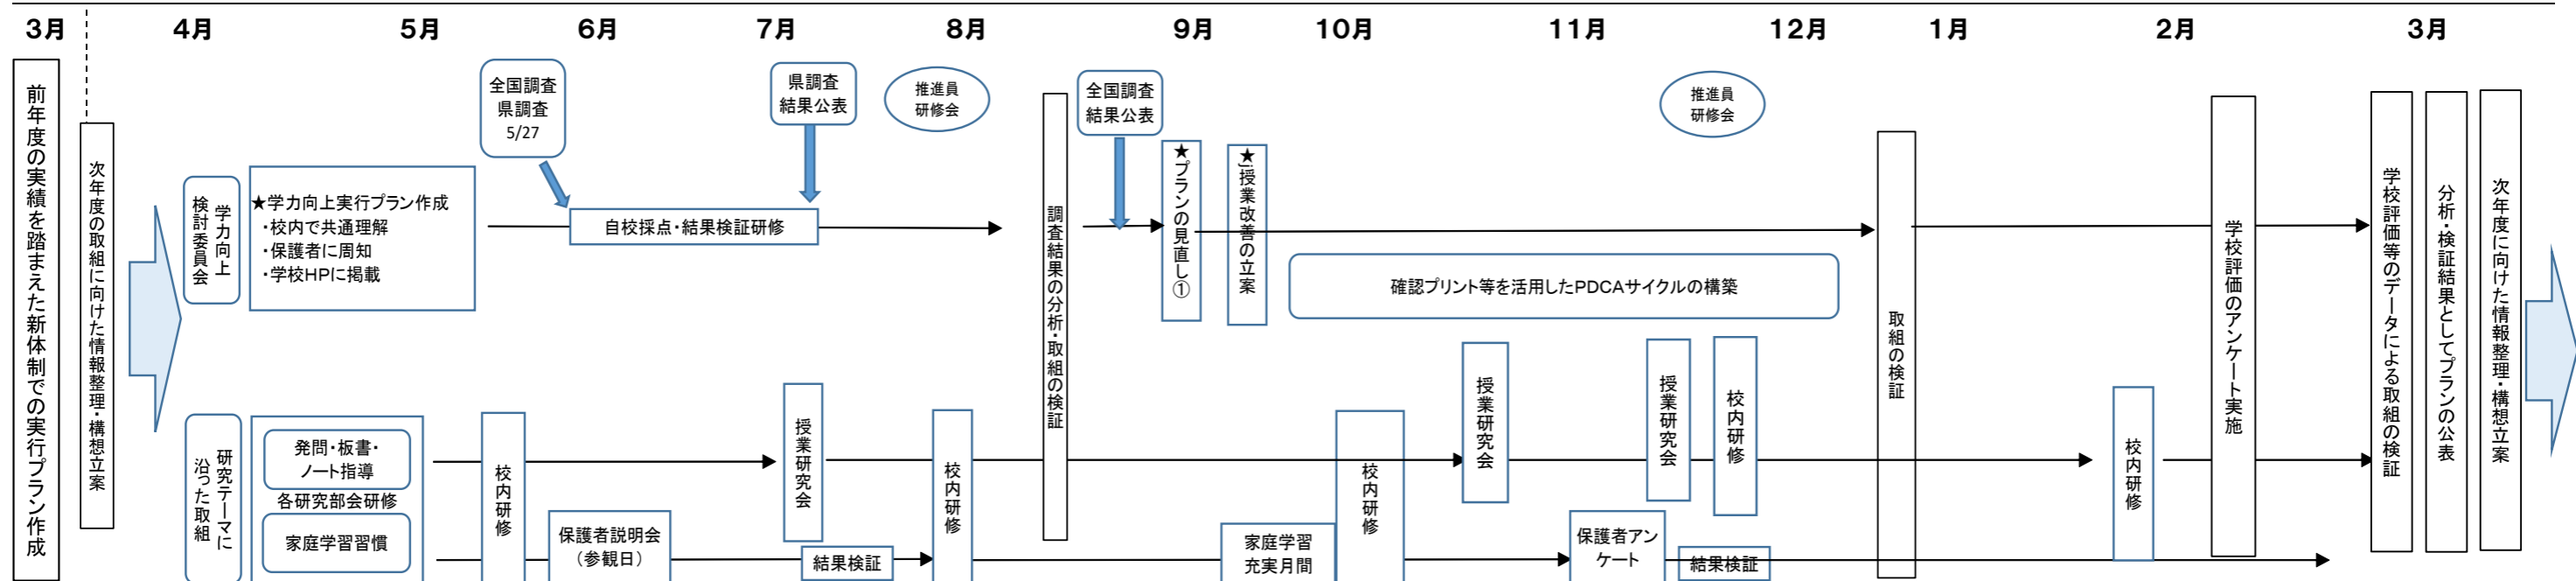 3月 4月 5月 6月 7月 8月 9月 10月 11月 12月 1月 2月 3月
前年度の実績を踏まえた新体制での実行プラン作成
次年度の取組に向けた情報整理・構想立案
学力向上
検討委員会
★学力向上実行プラン作成
・校内で共通理解
・保護者に周知
・学校HPに掲載
全国調査
県調査
5/27
自校採点・結果検証研修
県調査
結果公表
推進員
研修会
調査結果の分析・取組の検証
全国調査
結果公表
★プランの見直し①
★j授業改善の立案
確認プリント等を活用したPDCAサイクルの構築
推進員
研修会
取組の検証
学校評価のアンケート実施
学校評価等のデータによる取組の検証
分析・検証結果としてプランの公表
次年度に向けた情報整理・構想立案
研究テーマに
沿った取組
発問・板書・
ノート指導
各研究部会研修
家庭学習習慣
校内研修
保護者説明会
（参観日）
授業研究会
結果検証
校内研修
家庭学習
充実月間
校内研修
授業研究会
保護者アン
ケート
授業研究会
結果検証
校内研修
校内研修